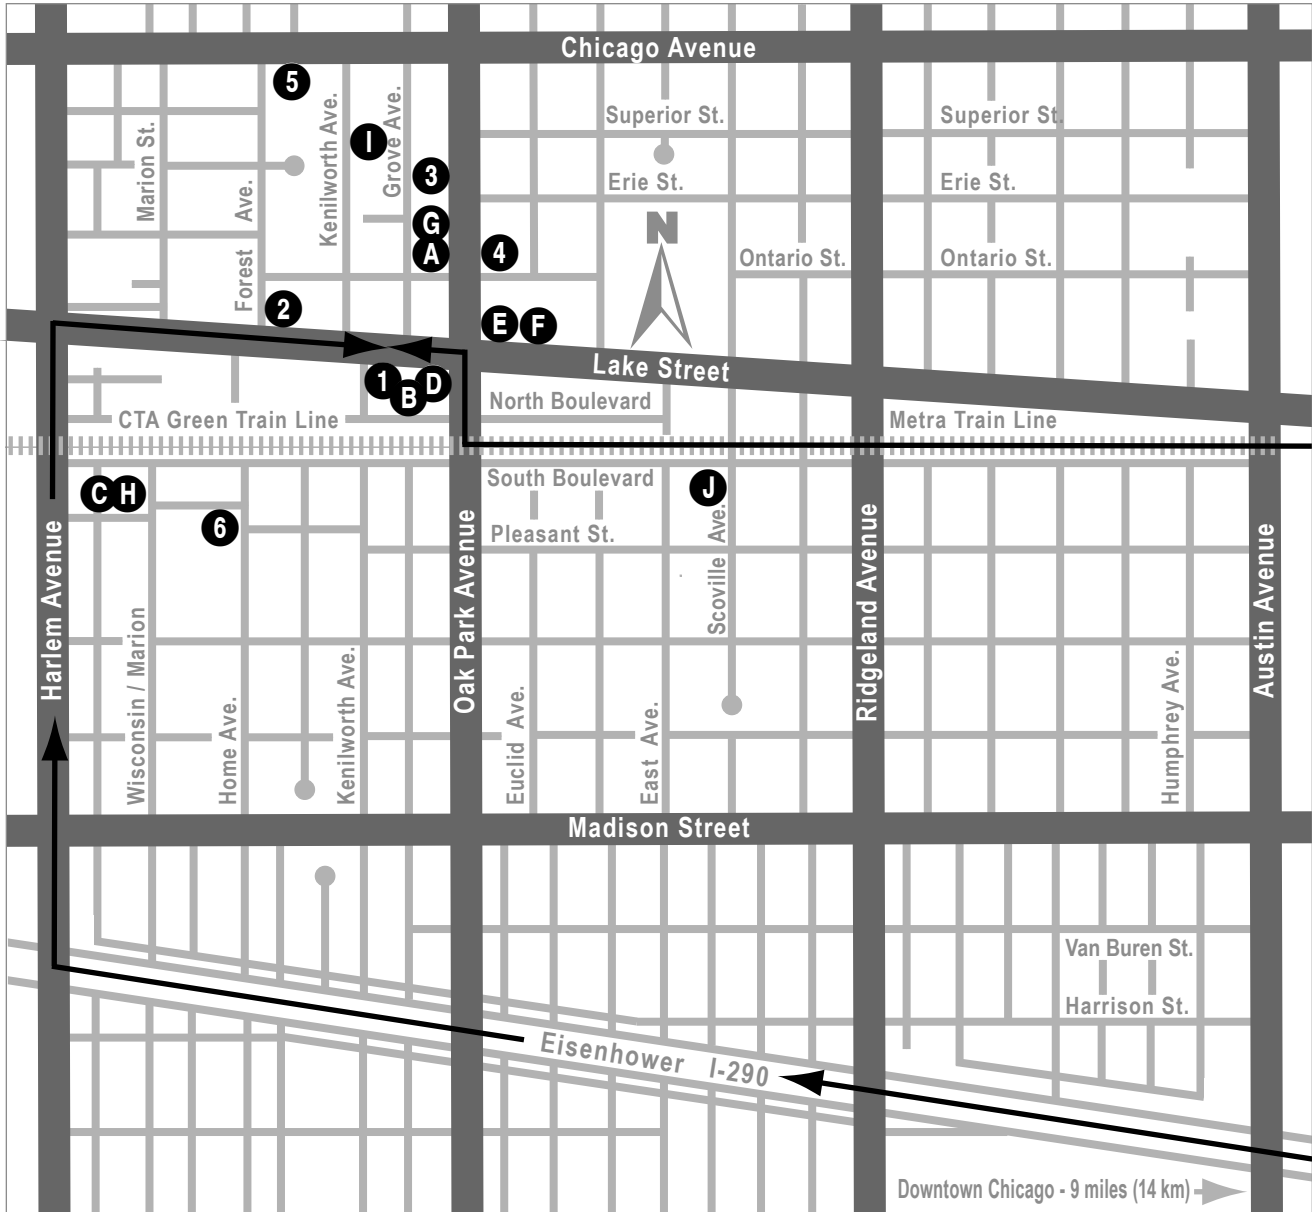 Chicago Avenue
5
Marion St.
Kenilworth Ave.
I
Grove Ave.
Superior St.
Superior St.
3
Forest Ave.
Erie St.
Erie St.
G
A
4
N
Ontario St.
Ontario St.
2
E
F
Lake Street
1
B
D
North Boulevard
CTA Green Train Line
Metra Train Line
C
H
6
South Boulevard
J
Pleasant St.
Harlem Avenue
Oak Park Avenue
Scoville Ave.
Ridgeland Avenue
Austin Avenue
Wisconsin / Marion
Home Ave.
Kenilworth Ave.
Euclid Ave.
East Ave.
Humphrey Ave.
Madison Street
Van Buren St.
Harrison St.
Eisenhower I-290
Downtown Chicago - 9 miles (14 km)